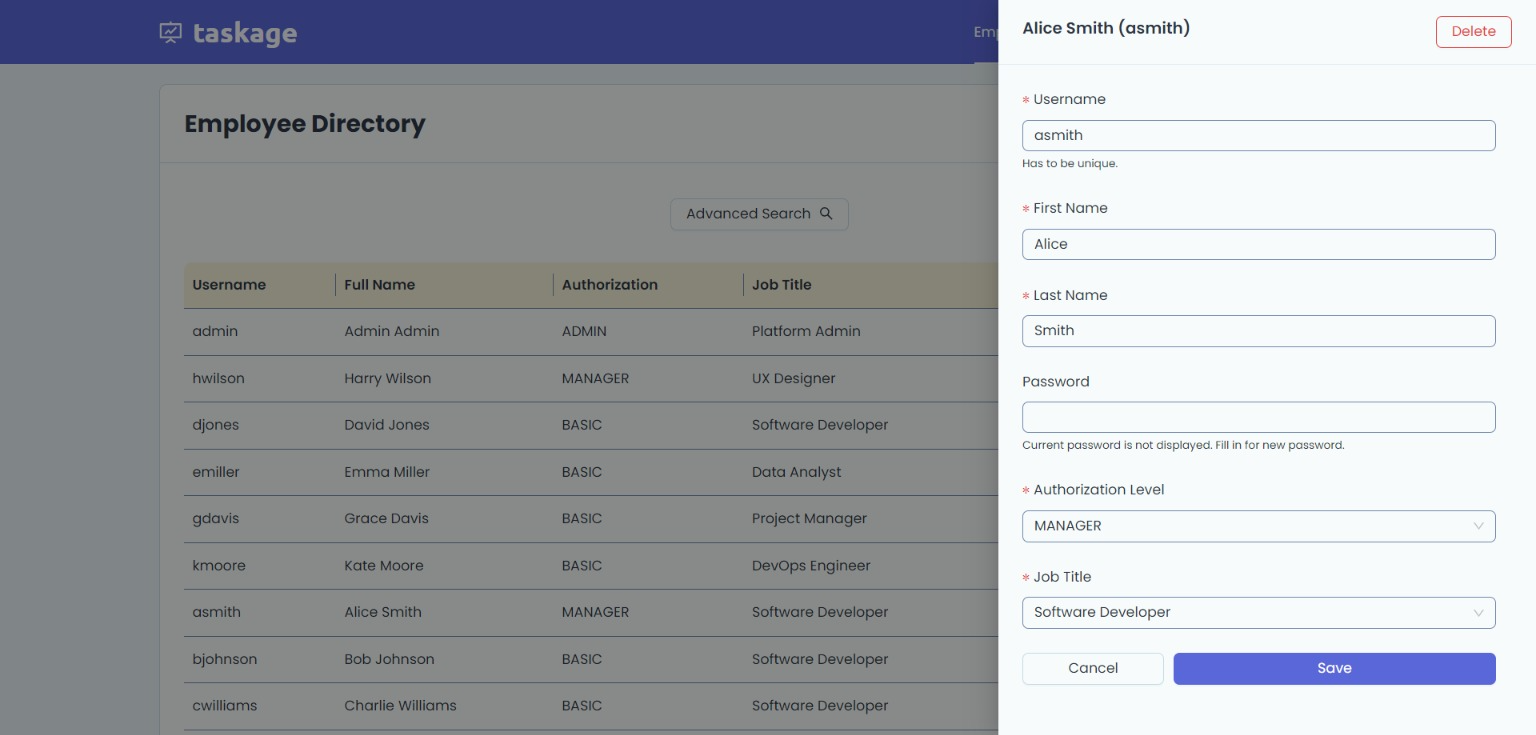 taskage
Emp
Employee Directory
Advanced Search
Username Full Name Authorization Job Title
admin Admin Admin ADMIN Platform Admin
hwilson Harry Wilson MANAGER UX Designer
djones David Jones BASIC Software Developer
emiller Emma Miller BASIC Data Analyst
gdavis Grace Davis BASIC Project Manager
kmoore Kate Moore BASIC DevOps Engineer
asmith Alice Smith MANAGER Software Developer
bjohnson Bob Johnson BASIC Software Developer
cwilliams Charlie Williams BASIC Software Developer
Alice Smith (asmith)
Delete
* Username
asmith
Has to be unique.
* First Name
Alice
* Last Name
Smith
Password
Current password is not displayed. Fill in for new password.
* Authorization Level
MANAGER
* Job Title
Software Developer
Cancel
Save